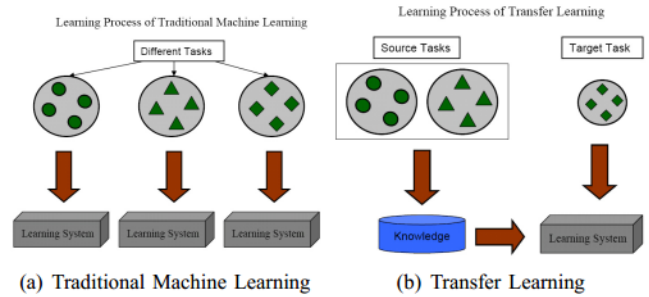 Learning Process of Traditional Machine Learning
Different Tasks
Learning System
Learning System
Learning System
(a) Traditional Machine Learning
Learning Process of Transfer Learning
Source Tasks
Target Task
Knowledge
Learning System
(b) Transfer Learning